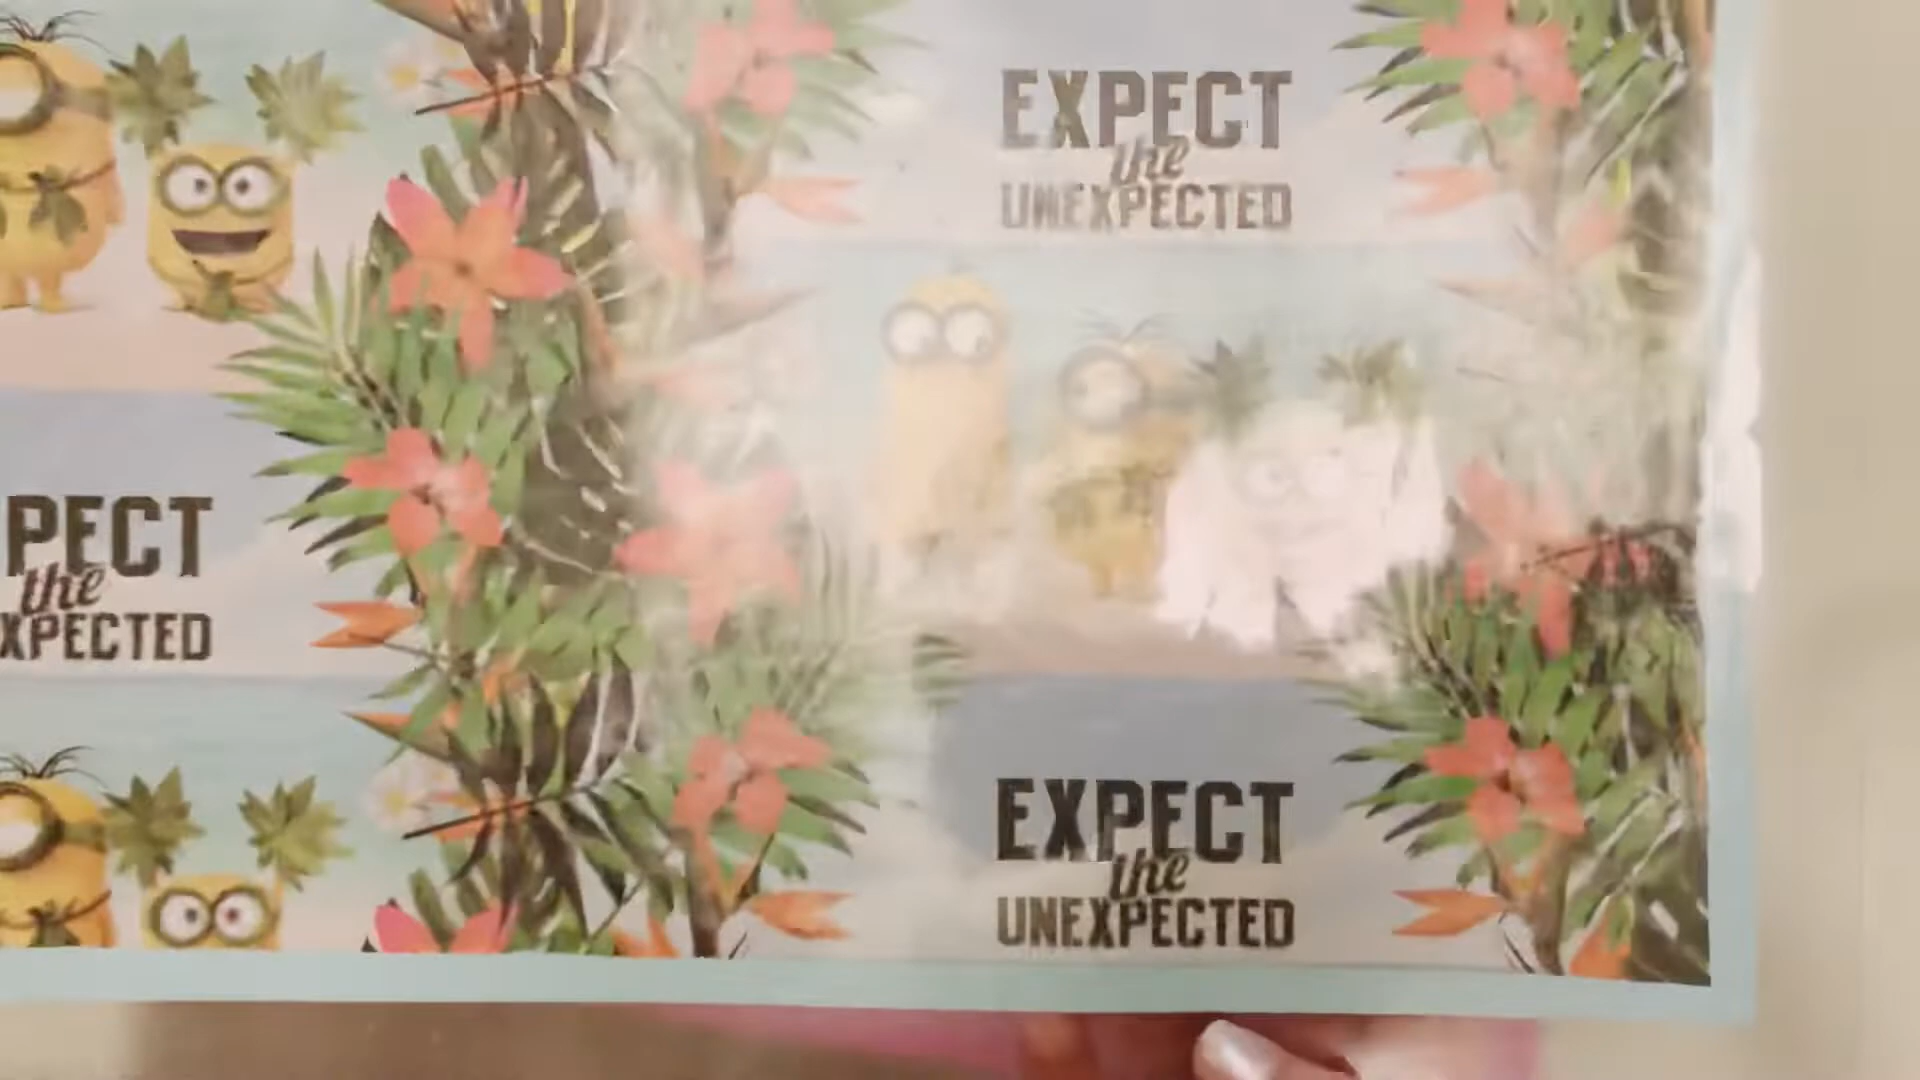 EXPECT
the
UNEXPECTED
PECT
the
XPECTED
EXPECT
the
UNEXPECTED